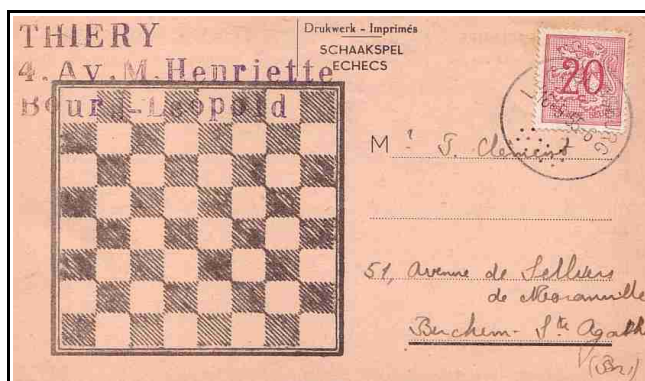 THIERY
4. Av. M. Henriette
Bourg-Léopold
Drukwerk - Imprimés
SCHAAKSPEL
ECHECS
20
Mr J. Clément
51, Avenue de Selliers
de Moranville
Berchem-Ste Agathe